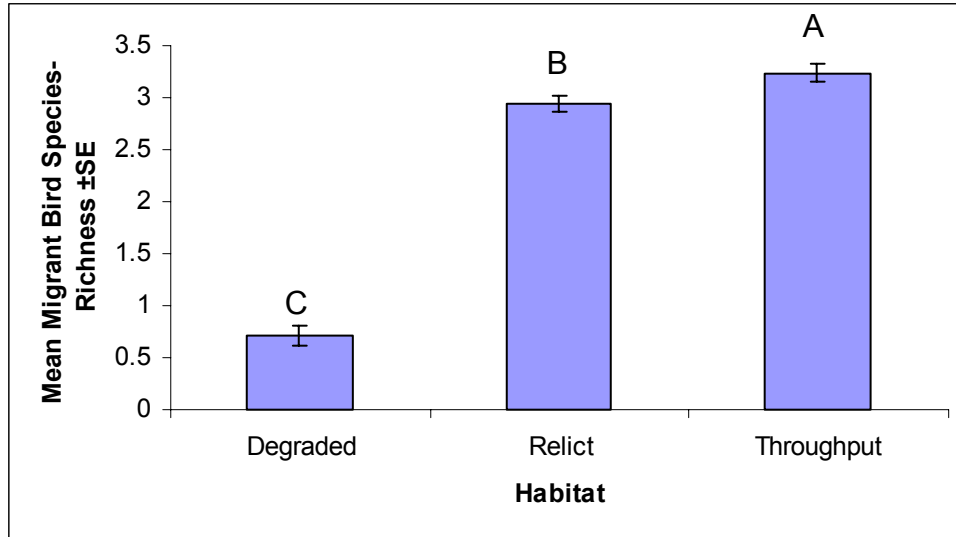 Mean Migrant Bird Species-
Richness ±SE
3.5
3
2.5
2
1.5
1
0.5
0
C
B
A
Degraded
Relict
Throughput
Habitat